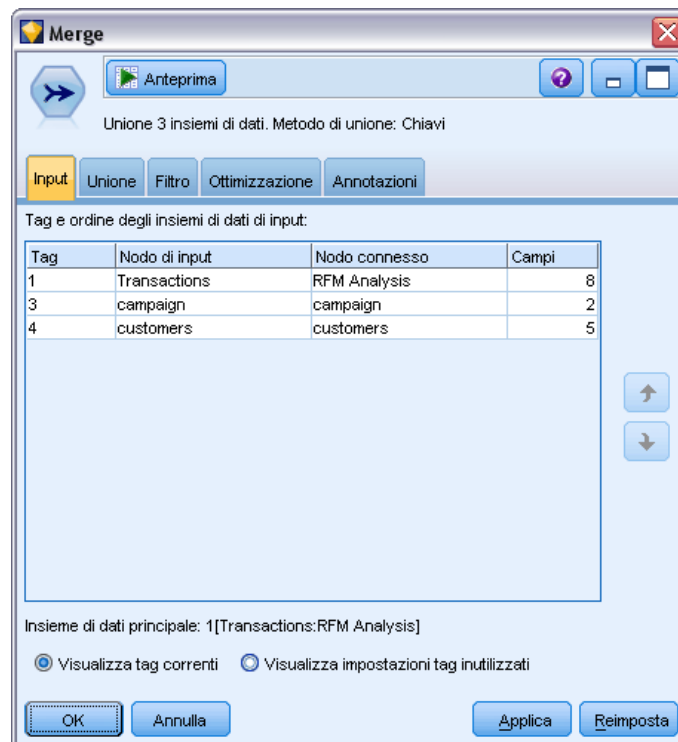 Merge
Anteprima
Unione 3 insiemi di dati. Metodo di unione: Chiavi
Input Unione Filtro Ottimizzazione Annotazioni
Tag e ordine degli insiemi di dati di input:
Tag Nodo di input Nodo connesso Campi
1 Transactions RFM Analysis 8
3 campaign campaign 2
4 customers customers 5
Insieme di dati principale: 1[Transactions:RFM Analysis]
Visualizza tag correnti Visualizza impostazioni tag inutilizzati
OK Annulla Applica Reimposta